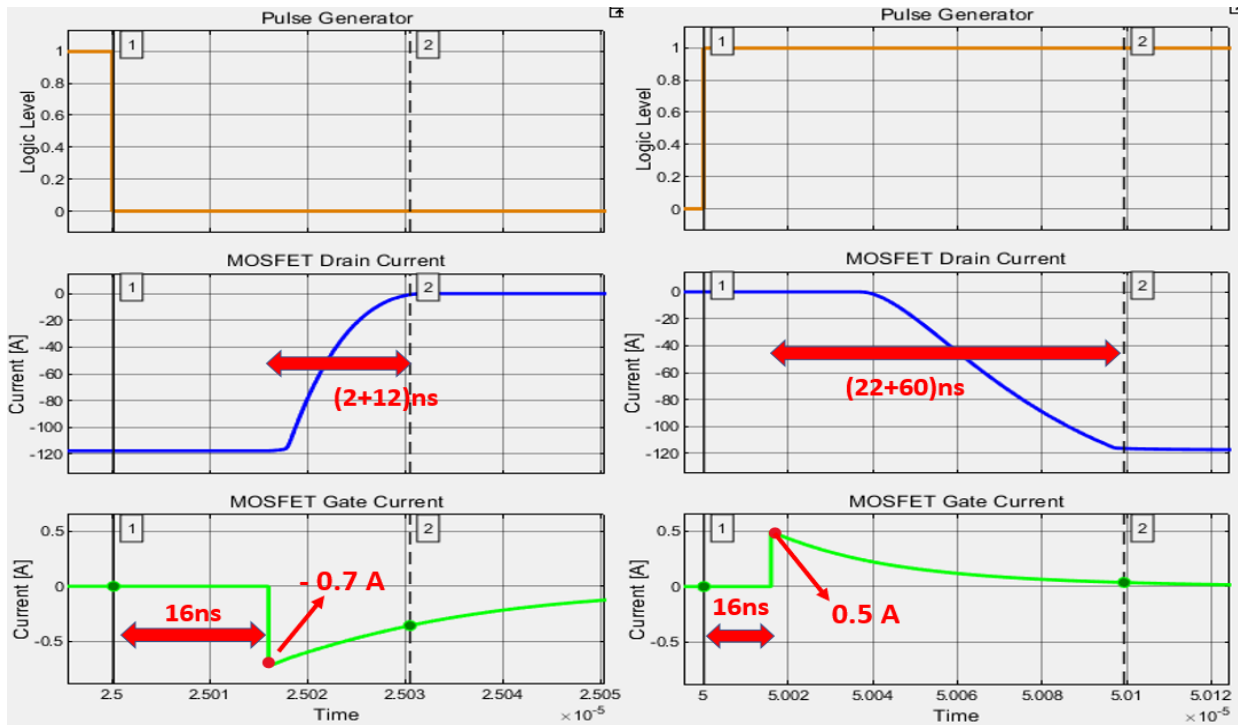 Pulse Generator
1
2
1
0.8
0.6
0.4
0.2
0
Logic Level
MOSFET Drain Current
1
2
0
-20
-40
-60
-80
-100
-120
Current [A]
(2+12)ns
MOSFET Gate Current
1
2
0.5
0
-0.5
Current [A]
16ns
- 0.7 A
2.5
2.501
2.502
2.503
2.504
2.505
Time
×10⁻⁵
Pulse Generator
1
2
1
0.8
0.6
0.4
0.2
0
Logic Level
MOSFET Drain Current
1
2
0
-20
-40
-60
-80
-100
-120
Current [A]
(22+60)ns
MOSFET Gate Current
1
2
0.5
0
-0.5
Current [A]
16ns
0.5 A
5
5.002
5.004
5.006
5.008
5.01
5.012
Time
×10⁻⁵